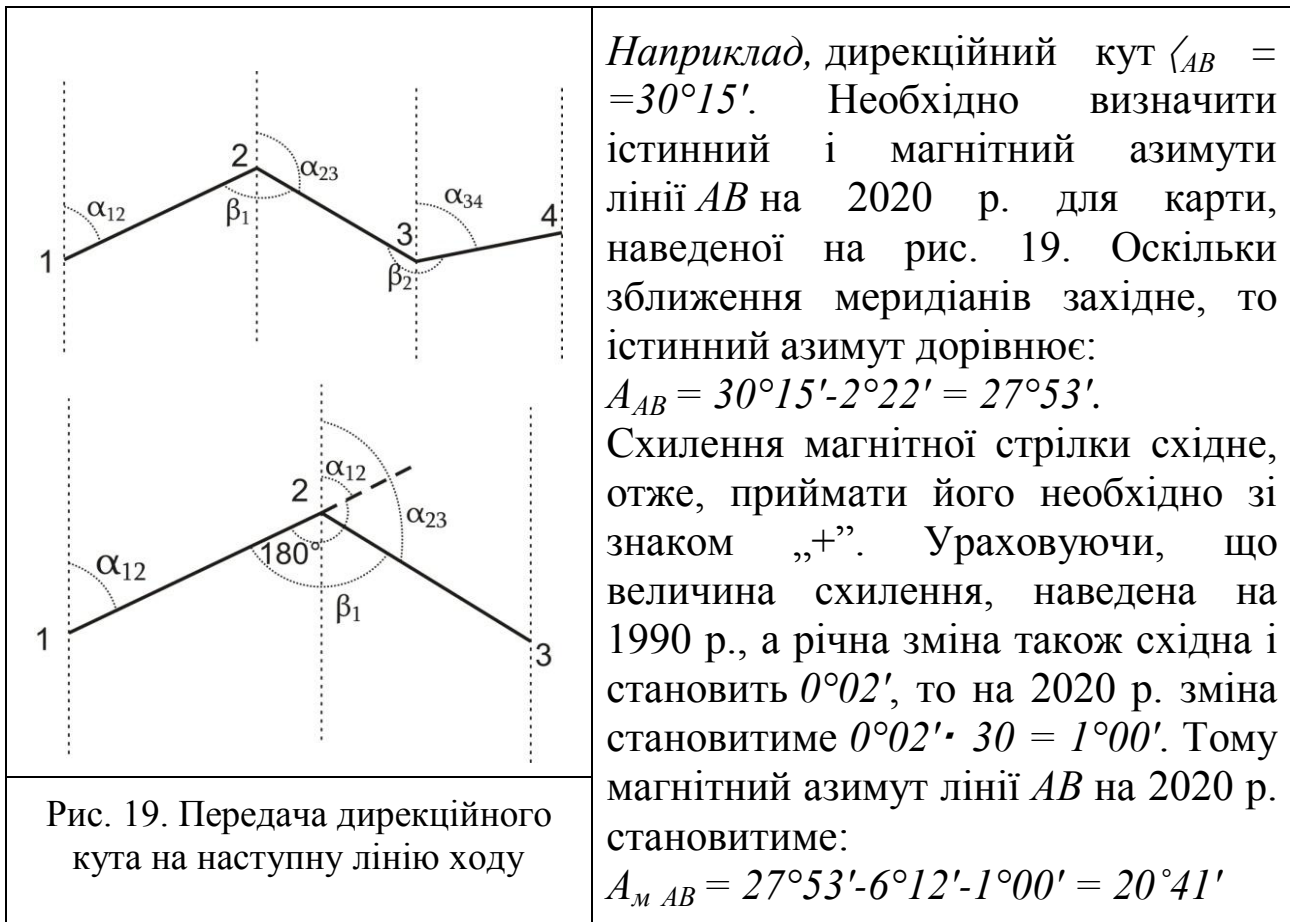 2
α₂₃
α₃₄
4
α₁₂
β₁
3
1
β₂
α₁₂
2
α₂₃
180°
α₁₂
β₁
1
3
Рис. 19. Передача дирекційного
кута на наступну лінію ходу
Наприклад, дирекційний кут ⟨AB =
=30°15'. Необхідно визначити
істинний і магнітний азимути
лінії AB на 2020 р. для карти,
наведеної на рис. 19. Оскільки
зближення меридіанів західне, то
істинний азимут дорівнює:
AAB = 30°15'-2°22' = 27°53'.
Схилення магнітної стрілки східне,
отже, приймати його необхідно зі
знаком „+”. Ураховуючи, що
величина схилення, наведена на
1990 р., а річна зміна також східна і
становить 0°02', то на 2020 р. зміна
становитиме 0°02'· 30 = 1°00'. Тому
магнітний азимут лінії AB на 2020 р.
становитиме:
Aм AB = 27°53'-6°12'-1°00' = 20˚41'